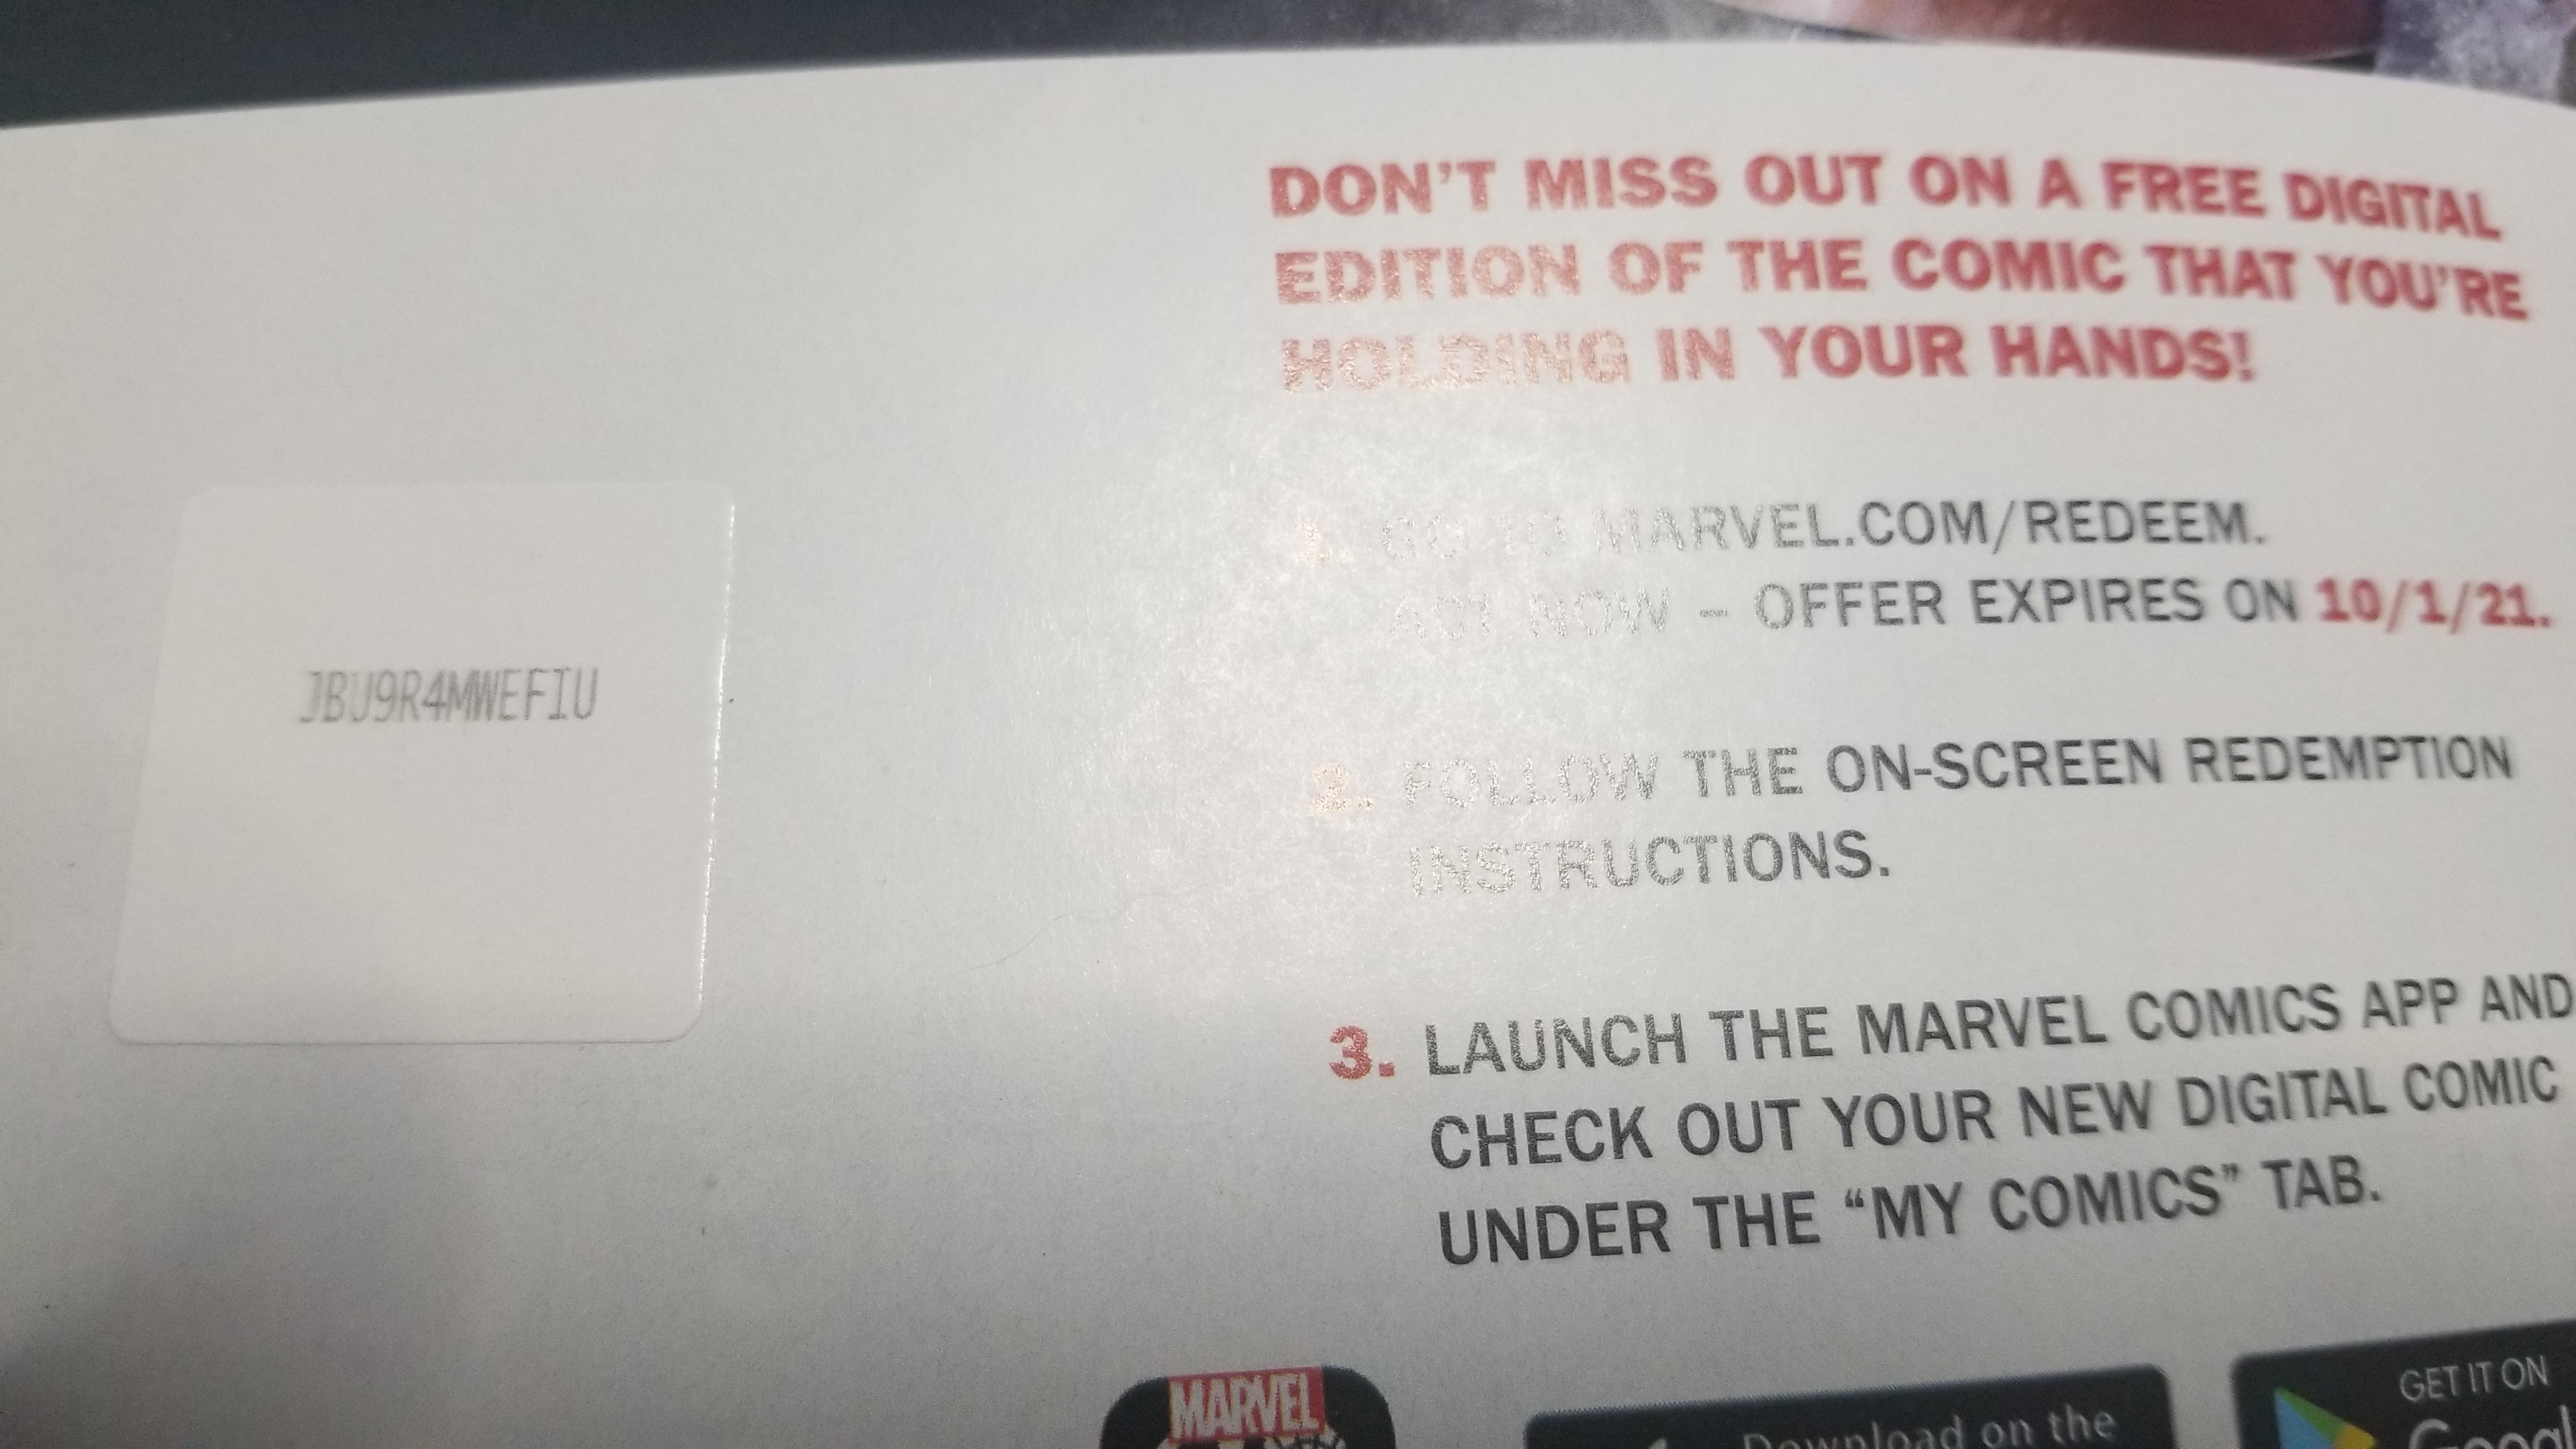 DON'T MISS OUT ON A FREE DIGITAL
EDITION OF THE COMIC THAT YOU'RE
HOLDING IN YOUR HANDS!
1. GO TO MARVEL.COM/REDEEM.
ACT NOW – OFFER EXPIRES ON 10/1/21.
JBU9R4MWEFIU
2. FOLLOW THE ON-SCREEN REDEMPTION
INSTRUCTIONS.
3. LAUNCH THE MARVEL COMICS APP AND
CHECK OUT YOUR NEW DIGITAL COMIC
UNDER THE “MY COMICS” TAB.
MARVEL
Download on the
GET IT ON